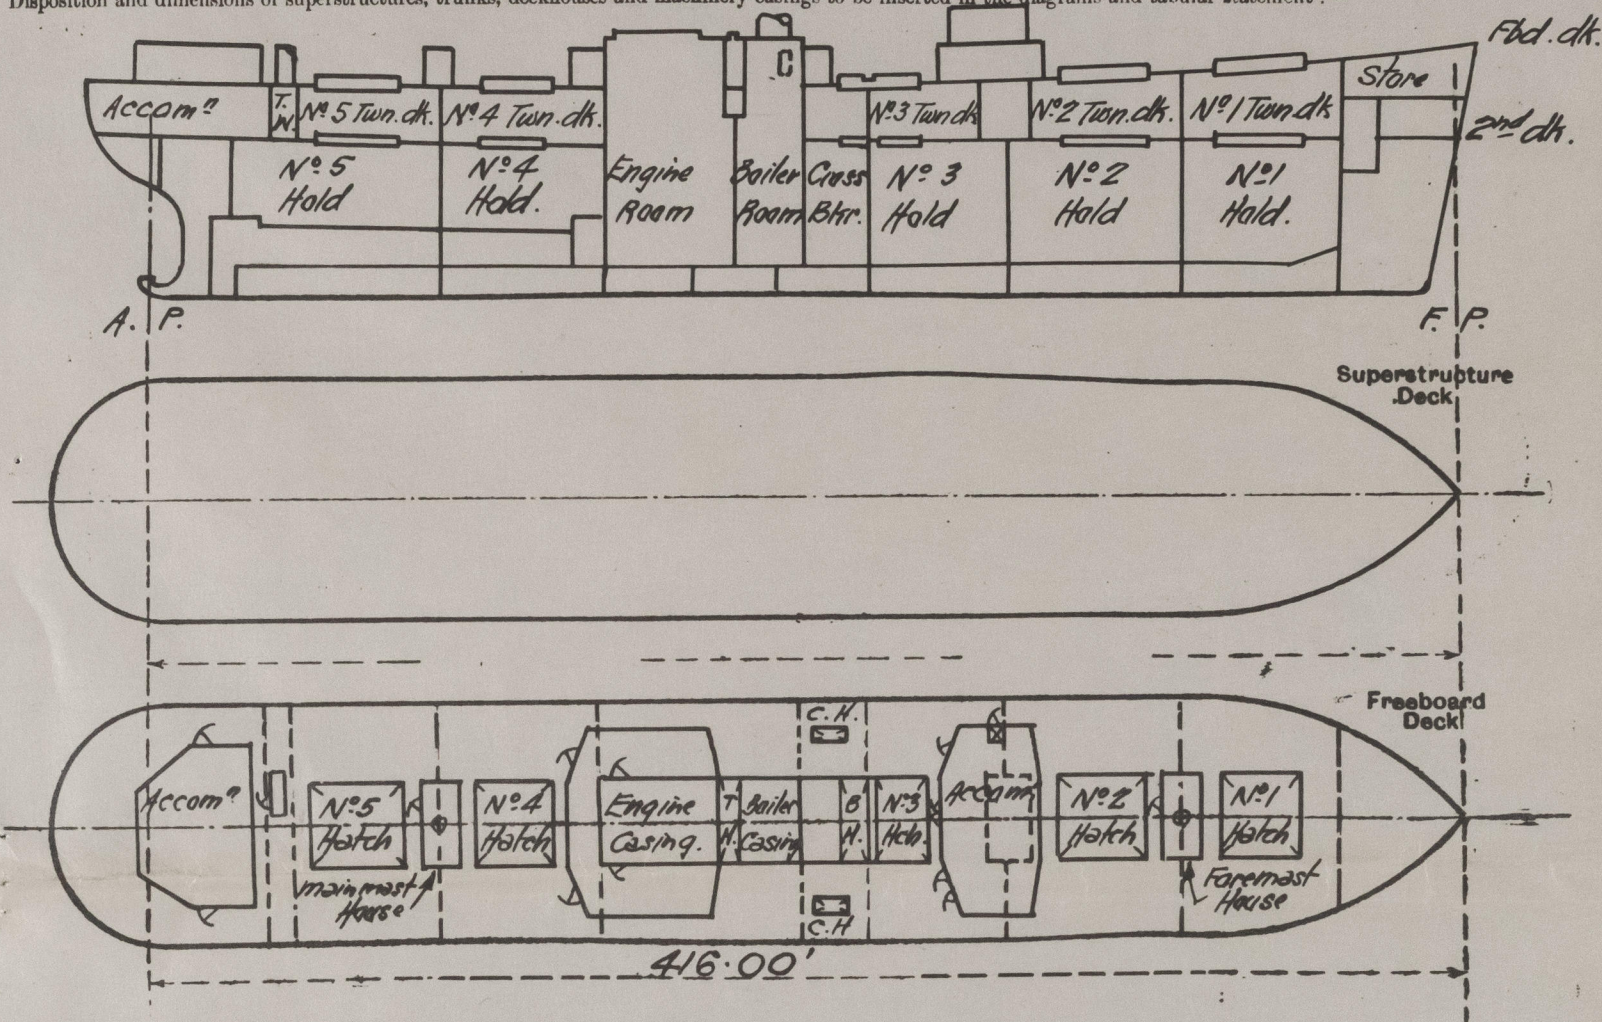 Disposition and dimensions of superstructures, trunks, deckhouses and machinery casings to be inserted in the diagrams and tabular statement :
Fbd. dk.
Store
Accomⁿ
T.
W.
Nº 5 Twn. dk.
Nº 4 Twn. dk.
Nº 3 Twn dk
Nº 2 Twn. dk.
Nº 1 Twn dk
2nd dk.
Nº 5
Hold
Nº 4
Hold.
Engine
Room
Boiler
Room
Cross
Bkr.
Nº 3
Hold
Nº 2
Hold
Nº 1
Hold.
A. P.
F. P.
Superstructure
Deck
Freeboard
Deck
C. H.
Accomⁿ
Nº 5
Hatch
Nº 4
Hatch
Engine
Casing.
T
H.
Boiler
Casing
B
H.
Nº 3
Hch.
Accomⁿ
Nº 2
Hatch
Nº 1
Hatch
mainmast
House
Foremast
House
C. H
416.00'